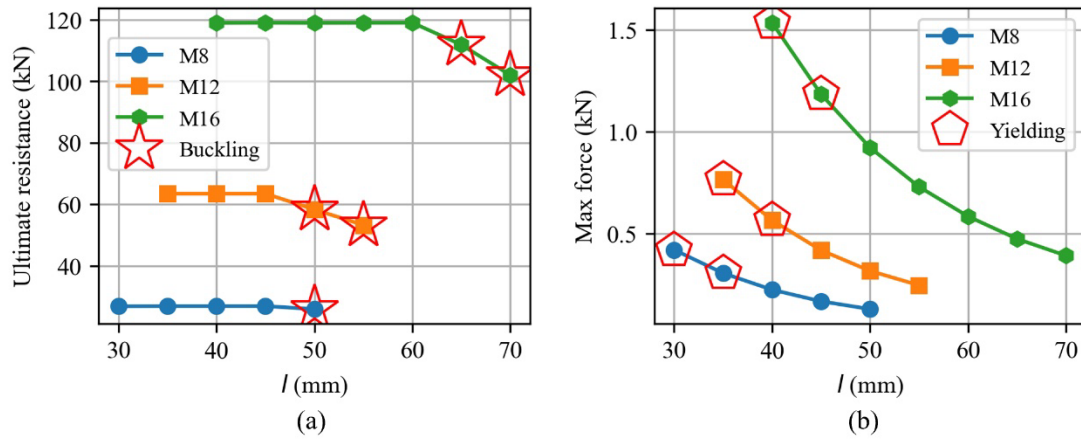 120
100
80
60
40
Ultimate resistance (kN)
M8
M12
M16
Buckling
30 40 50 60 70
l (mm)
(a)
1.5
1.0
0.5
Max force (kN)
M8
M12
M16
Yielding
30 40 50 60 70
l (mm)
(b)